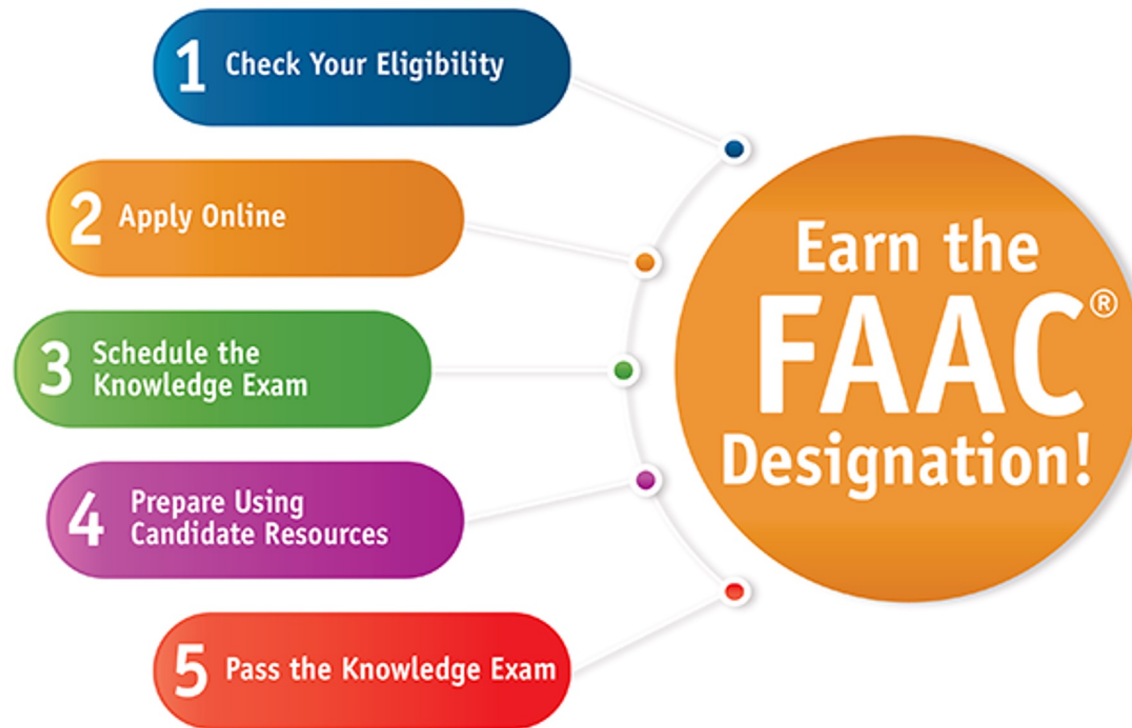 1 Check Your Eligibility
2 Apply Online
3 Schedule the
Knowledge Exam
4 Prepare Using
Candidate Resources
5 Pass the Knowledge Exam
Earn the
FAAC®
Designation!